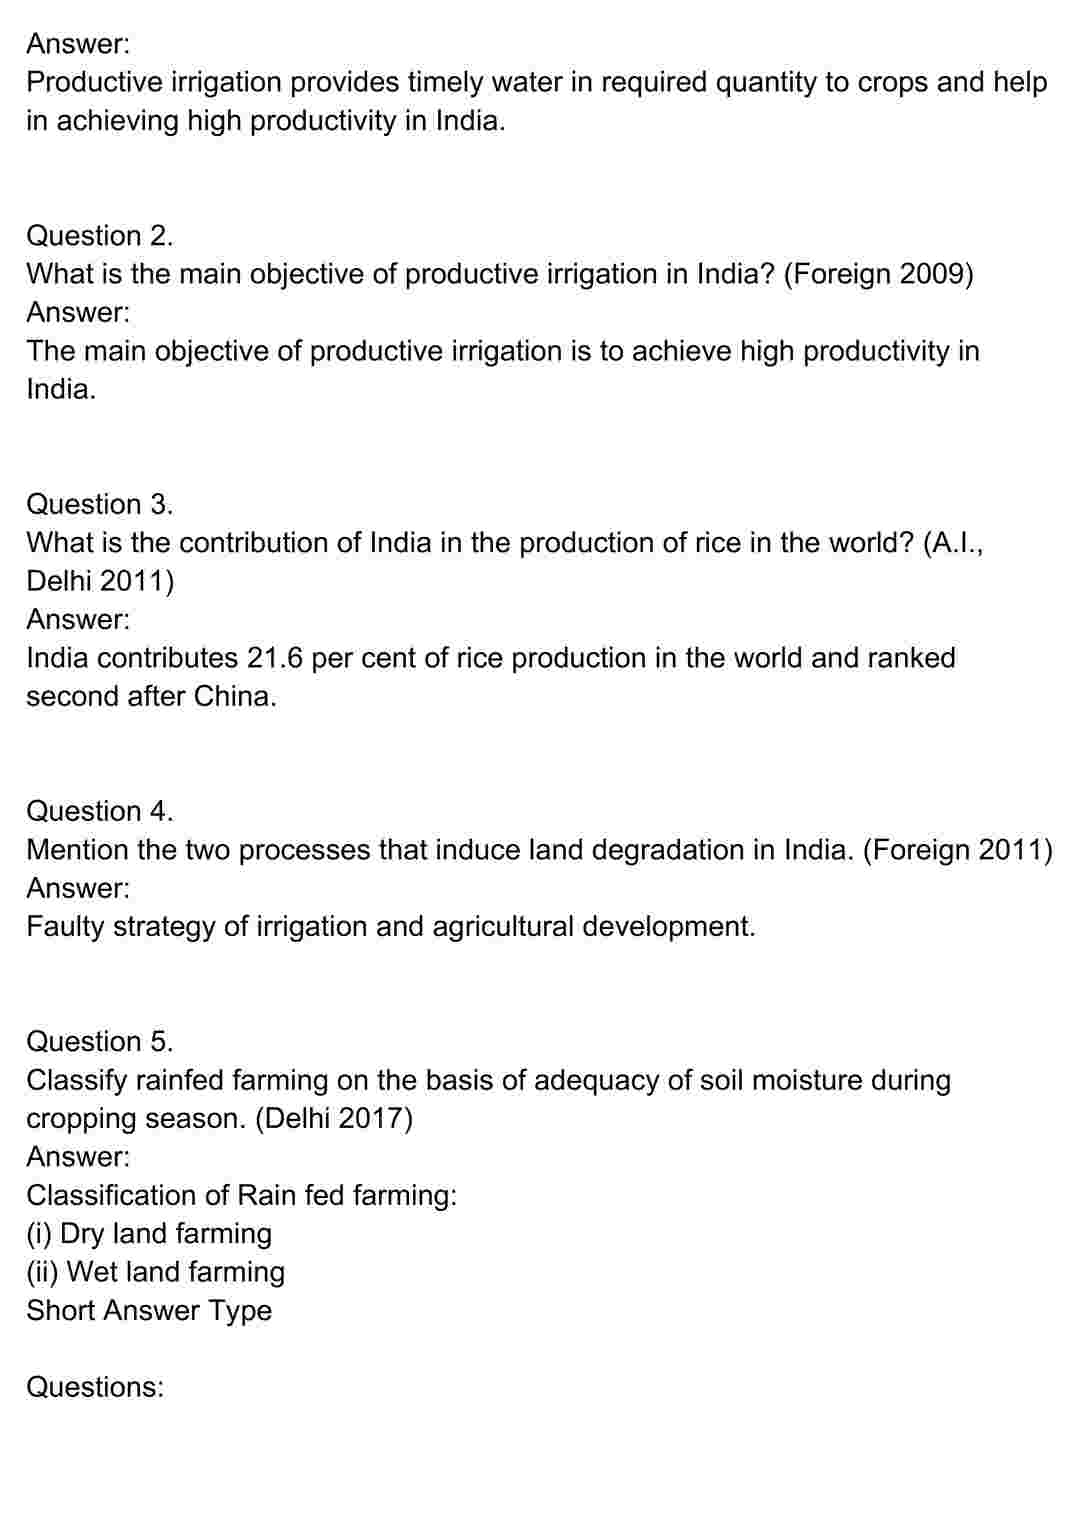 Answer:
Productive irrigation provides timely water in required quantity to crops and help
in achieving high productivity in India.
Question 2.
What is the main objective of productive irrigation in India? (Foreign 2009)
Answer:
The main objective of productive irrigation is to achieve high productivity in
India.
Question 3.
What is the contribution of India in the production of rice in the world? (A.I.,
Delhi 2011)
Answer:
India contributes 21.6 per cent of rice production in the world and ranked
second after China.
Question 4.
Mention the two processes that induce land degradation in India. (Foreign 2011)
Answer:
Faulty strategy of irrigation and agricultural development.
Question 5.
Classify rainfed farming on the basis of adequacy of soil moisture during
cropping season. (Delhi 2017)
Answer:
Classification of Rain fed farming:
(i) Dry land farming
(ii) Wet land farming
Short Answer Type
Questions: